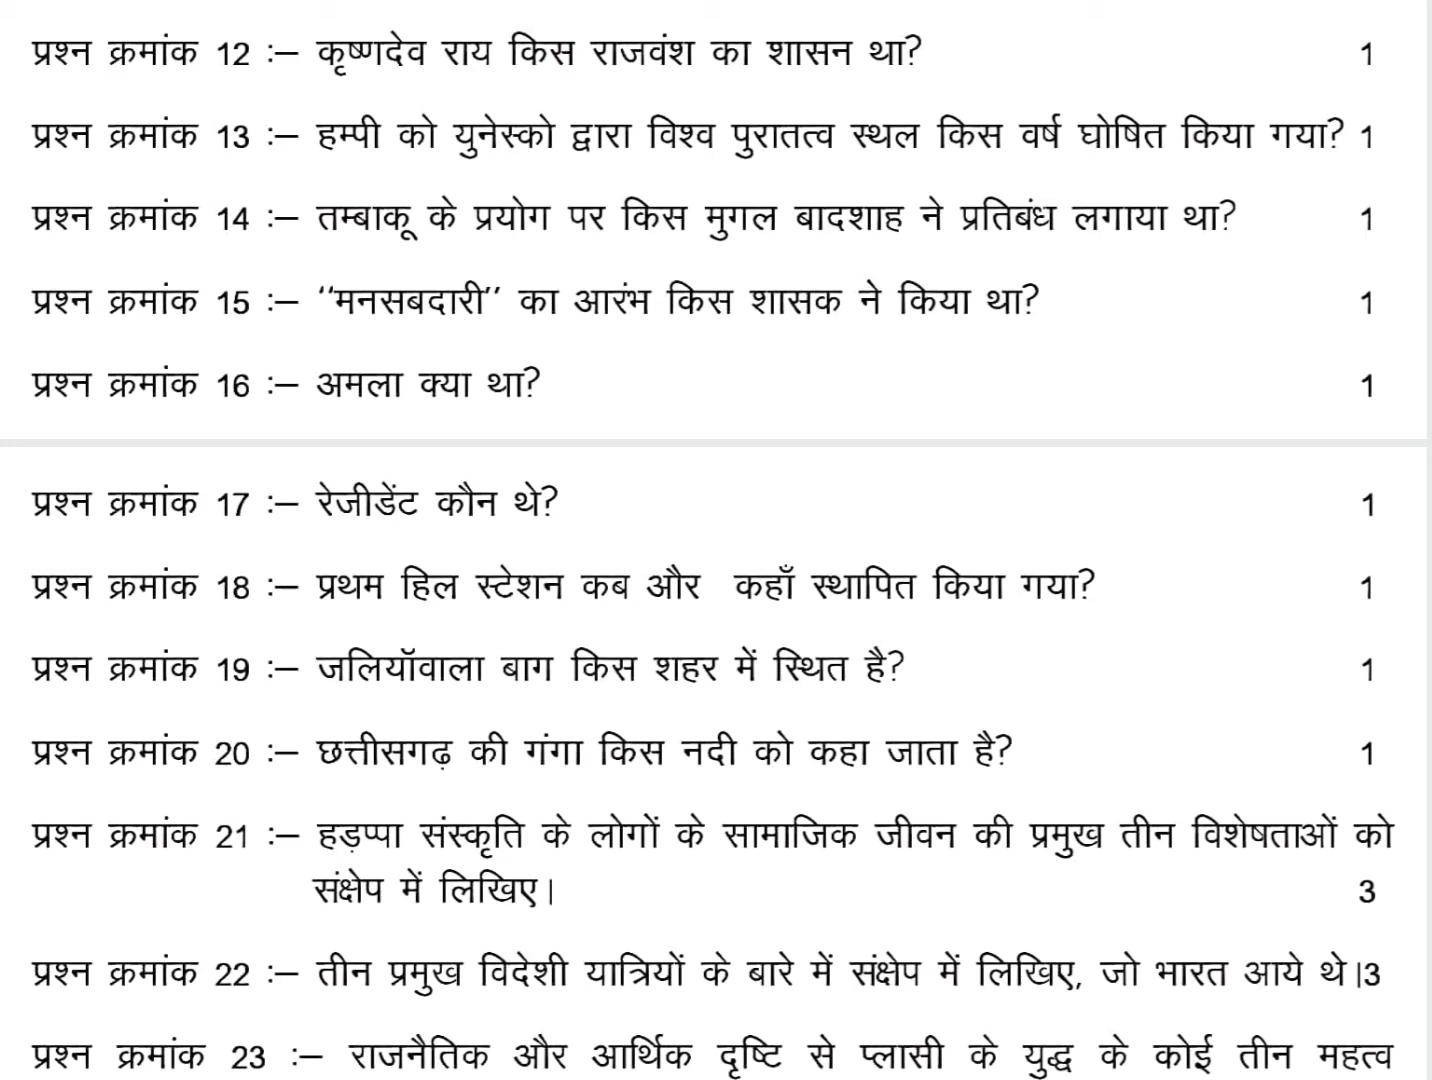 प्रश्न क्रमांक 12 :– कृष्णदेव राय किस राजवंश का शासन था? 1
प्रश्न क्रमांक 13 :– हम्पी को युनेस्को द्वारा विश्व पुरातत्व स्थल किस वर्ष घोषित किया गया? 1
प्रश्न क्रमांक 14 :– तम्बाकू के प्रयोग पर किस मुगल बादशाह ने प्रतिबंध लगाया था? 1
प्रश्न क्रमांक 15 :– ‘‘मनसबदारी’’ का आरंभ किस शासक ने किया था? 1
प्रश्न क्रमांक 16 :– अमला क्या था? 1
प्रश्न क्रमांक 17 :– रेजीडेंट कौन थे? 1
प्रश्न क्रमांक 18 :– प्रथम हिल स्टेशन कब और कहाँ स्थापित किया गया? 1
प्रश्न क्रमांक 19 :– जलियॉवाला बाग किस शहर में स्थित है? 1
प्रश्न क्रमांक 20 :– छत्तीसगढ़ की गंगा किस नदी को कहा जाता है? 1
प्रश्न क्रमांक 21 :– हड़प्पा संस्कृति के लोगों के सामाजिक जीवन की प्रमुख तीन विशेषताओं को
संक्षेप में लिखिए। 3
प्रश्न क्रमांक 22 :– तीन प्रमुख विदेशी यात्रियों के बारे में संक्षेप में लिखिए, जो भारत आये थे।3
प्रश्न क्रमांक 23 :– राजनैतिक और आर्थिक दृष्टि से प्लासी के युद्ध के कोई तीन महत्व